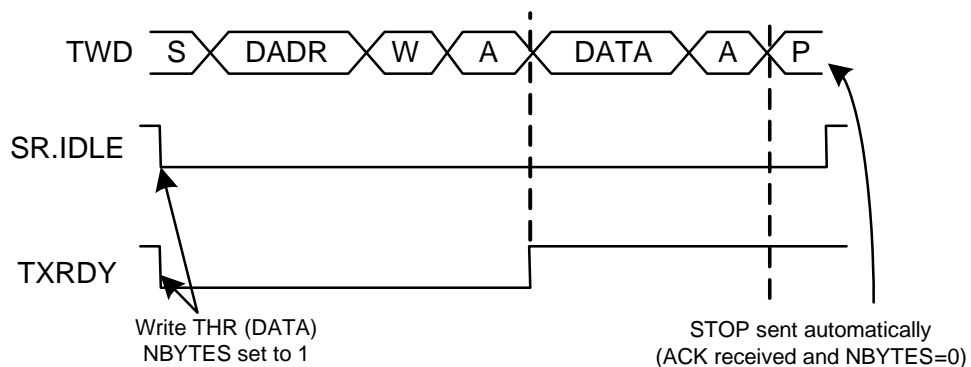 TWD S DADR W A DATA A P
SR.IDLE
TXRDY
Write THR (DATA)
NBYTES set to 1
STOP sent automatically
(ACK received and NBYTES=0)